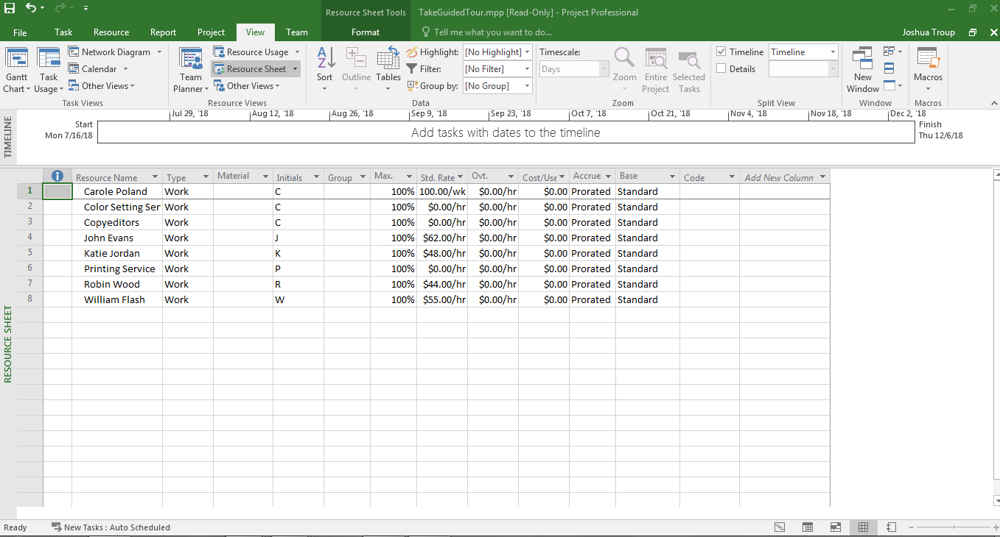 Resource Sheet Tools TakeGuidedTour.mpp [Read-Only] - Project Professional
File Task Resource Report Project View Team Format Tell me what you want to do... Joshua Troup
Network Diagram Resource Usage Highlight: [No Highlight] Timescale: Timeline Timeline
Calendar Resource Sheet Filter: [No Filter] Days Details
Gantt Chart Task Usage Other Views Team Planner Other Views Sort Outline Tables Group by: [No Group] Zoom Entire Project Selected Tasks New Window Macros
Task Views Resource Views Data Zoom Split View Window Macros
TIMELINE
Jul 29, '18 Aug 12, '18 Aug 26, '18 Sep 9, '18 Sep 23, '18 Oct 7, '18 Oct 21, '18 Nov 4, '18 Nov 18, '18 Dec 2, '18
Start Finish
Mon 7/16/18 Add tasks with dates to the timeline Thu 12/6/18
Resource Name Type Material Initials Group Max. Std. Rate Ovt. Cost/Use Accrue Base Code Add New Column
1 Carole Poland Work C 100% 100.00/wk $0.00/hr $0.00 Prorated Standard
2 Color Setting Ser Work C 100% $0.00/hr $0.00/hr $0.00 Prorated Standard
3 Copyeditors Work C 100% $0.00/hr $0.00/hr $0.00 Prorated Standard
4 John Evans Work J 100% $62.00/hr $0.00/hr $0.00 Prorated Standard
5 Katie Jordan Work K 100% $48.00/hr $0.00/hr $0.00 Prorated Standard
6 Printing Service Work P 100% $0.00/hr $0.00/hr $0.00 Prorated Standard
7 Robin Wood Work R 100% $44.00/hr $0.00/hr $0.00 Prorated Standard
8 William Flash Work W 100% $55.00/hr $0.00/hr $0.00 Prorated Standard
RESOURCE SHEET
Ready New Tasks : Auto Scheduled